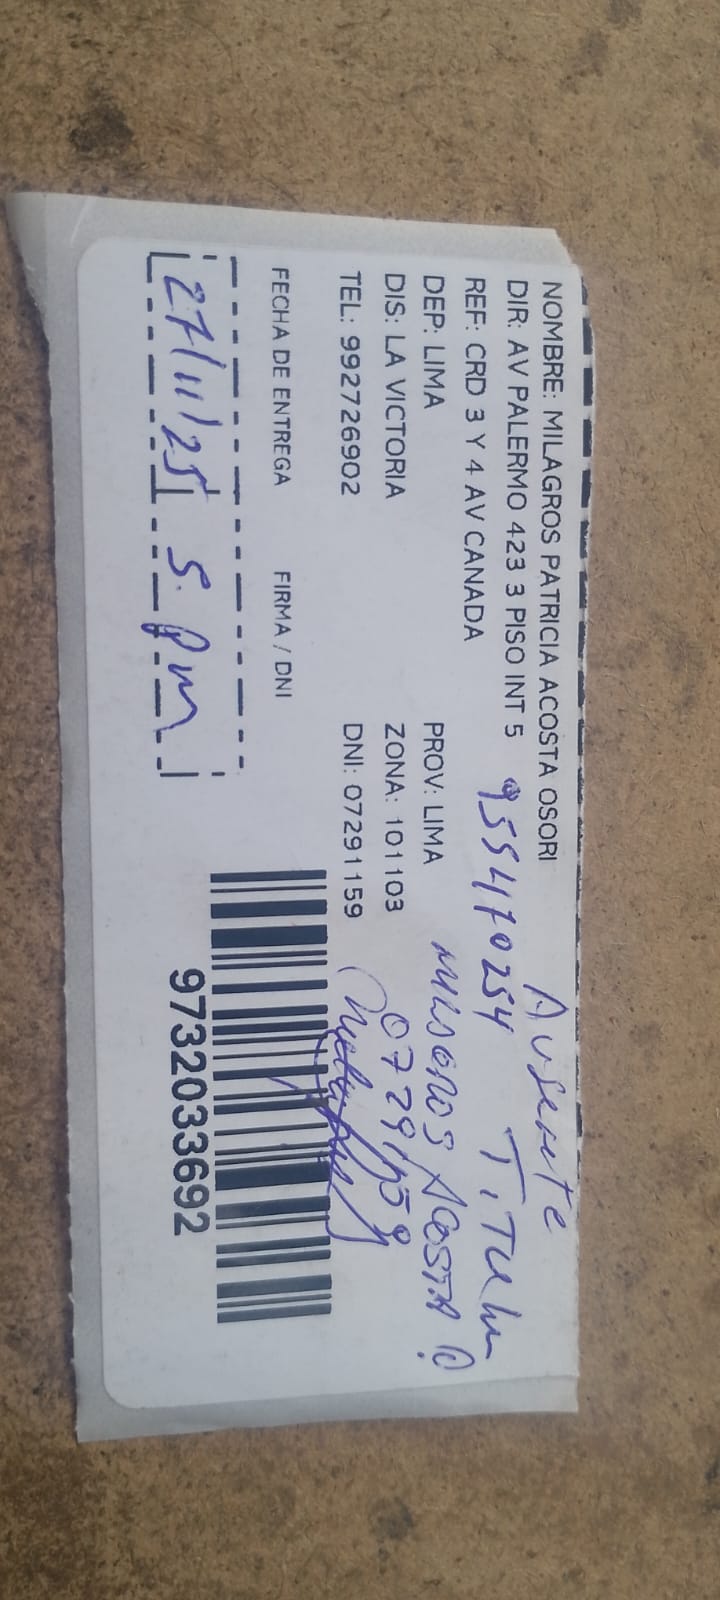 NOMBRE: MILAGROS PATRICIA ACOSTA OSORI
DIR: AV PALERMO 423 3 PISO INT 5
REF: CRD 3 Y 4 AV CANADA
DEP: LIMA PROV: LIMA
DIS: LA VICTORIA ZONA: 101103
TEL: 992726902 DNI: 07291159
FECHA DE ENTREGA FIRMA / DNI
27/11/25 5. pm
Ausente
955470254 Titular
Milagros Acosta O.
07291159
9732033692